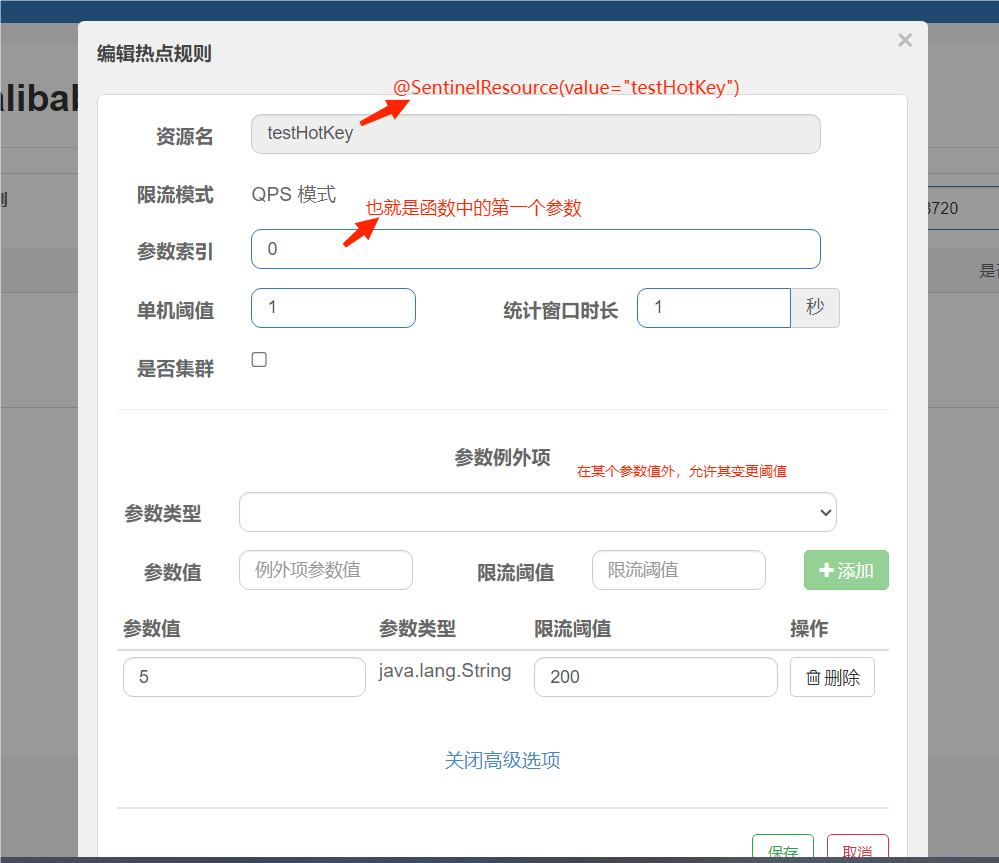 编辑热点规则
×
@SentinelResource(value="testHotKey")
资源名 testHotKey
限流模式 QPS 模式
也就是函数中的第一个参数
参数索引 0
单机阈值 1 统计窗口时长 1 秒
是否集群
参数例外项
在某个参数值外，允许其变更阈值
参数类型
参数值 例外项参数值 限流阈值 限流阈值 添加
参数值 参数类型 限流阈值 操作
5 java.lang.String 200 删除
关闭高级选项
保存 取消
alibab
3720
是否